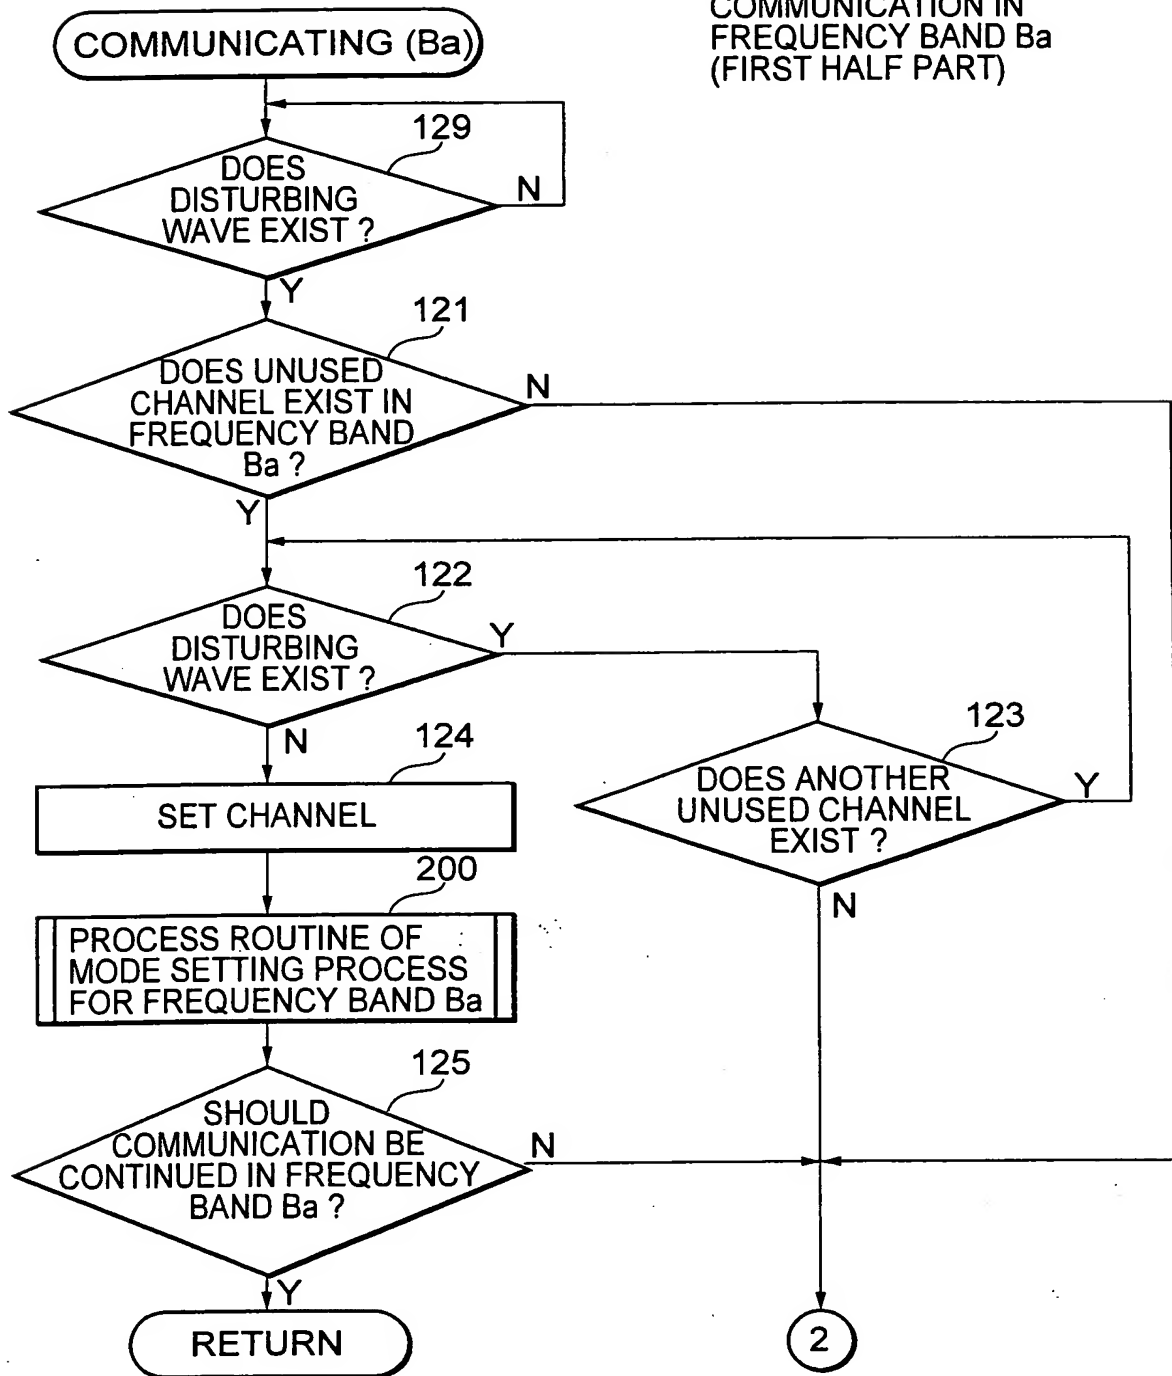 COMMUNICATION IN
FREQUENCY BAND Ba
(FIRST HALF PART)
COMMUNICATING (Ba)
129
DOES
DISTURBING
WAVE EXIST ?
N
Y
121
DOES UNUSED
CHANNEL EXIST IN
FREQUENCY BAND
Ba ?
N
Y
122
DOES
DISTURBING
WAVE EXIST ?
Y
N
123
DOES ANOTHER
UNUSED CHANNEL
EXIST ?
Y
N
124
SET CHANNEL
200
PROCESS ROUTINE OF
MODE SETTING PROCESS
FOR FREQUENCY BAND Ba
125
SHOULD
COMMUNICATION BE
CONTINUED IN FREQUENCY
BAND Ba ?
N
Y
RETURN
2